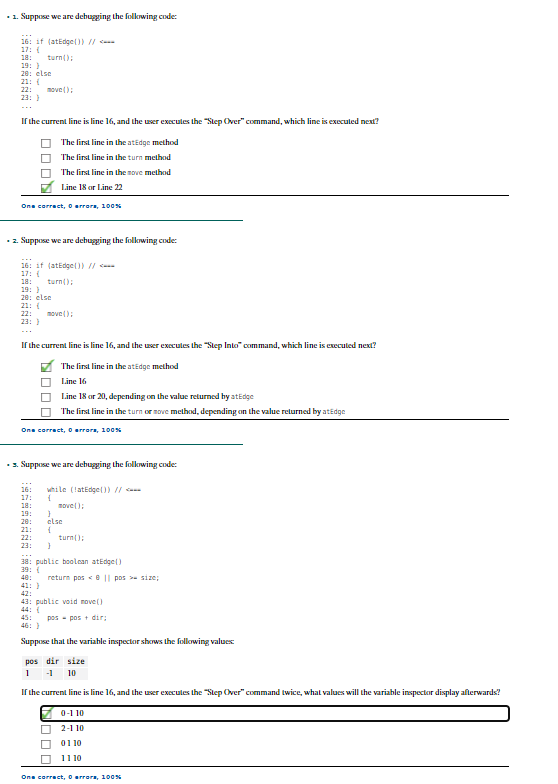 • 1. Suppose we are debugging the following code:
...
16: if (atEdge()) // <===
17: {
18:    turn();
19: }
20: else
21: {
22:    move();
23: }
...
If the current line is line 16, and the user executes the "Step Over" command, which line is executed next?
The first line in the atEdge method
The first line in the turn method
The first line in the move method
Line 18 or Line 22
One correct, 0 errors, 100%
• 2. Suppose we are debugging the following code:
...
16: if (atEdge()) // <===
17: {
18:    turn();
19: }
20: else
21: {
22:    move();
23: }
...
If the current line is line 16, and the user executes the "Step Into" command, which line is executed next?
The first line in the atEdge method
Line 16
Line 18 or 20, depending on the value returned by atEdge
The first line in the turn or move method, depending on the value returned by atEdge
One correct, 0 errors, 100%
• 3. Suppose we are debugging the following code:
...
16:    while (!atEdge()) // <===
17:    {
18:       move();
19:    }
20:    else
21:    {
22:       turn();
23:    }
...
38: public boolean atEdge()
39: {
40:    return pos < 0 || pos >= size;
41: }
42:
43: public void move()
44: {
45:    pos = pos + dir;
46: }
Suppose that the variable inspector shows the following values:
pos dir size
1 -1 10
If the current line is line 16, and the user executes the "Step Over" command twice, what values will the variable inspector display afterwards?
0 -1 10
2 -1 10
0 1 10
1 1 10
One correct, 0 errors, 100%